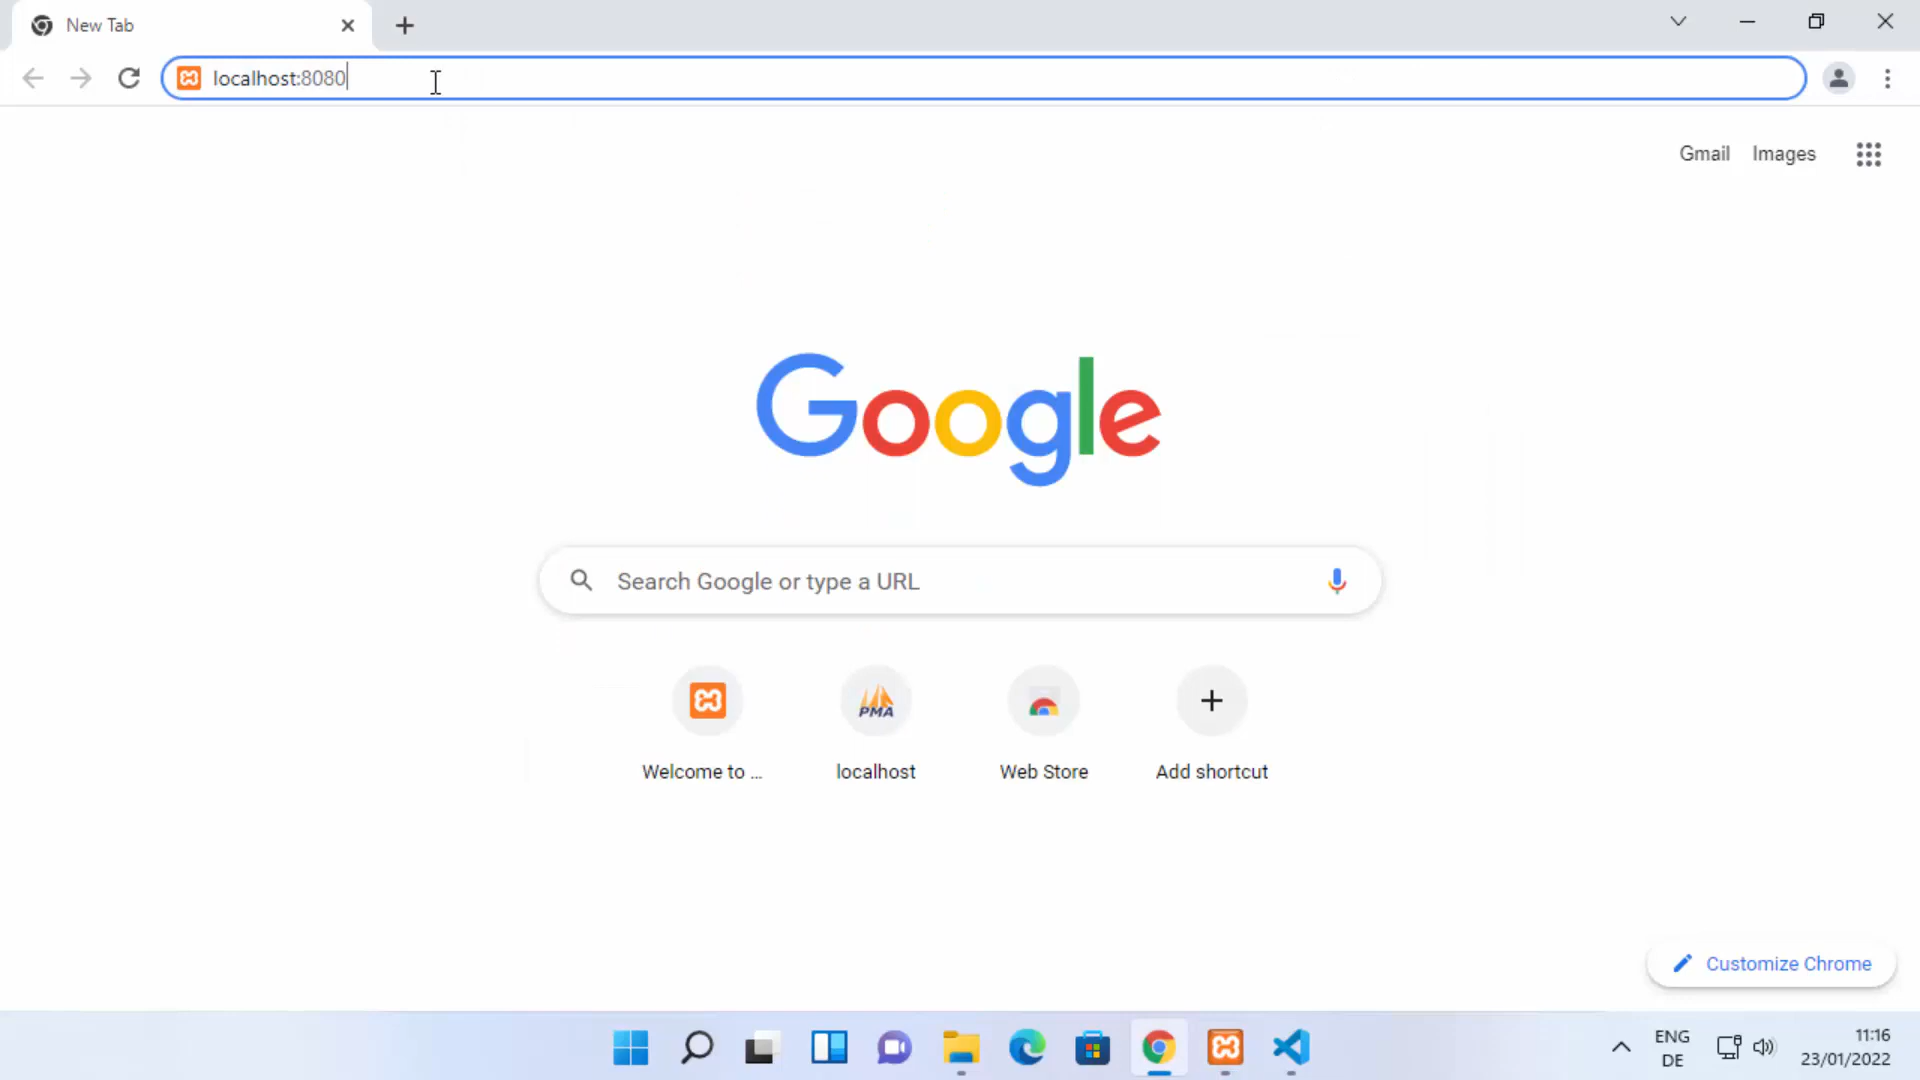 New Tab
localhost:8080
Gmail Images
Google
Search Google or type a URL
PMA
Welcome to ... localhost Web Store Add shortcut
Customize Chrome
ENG 11:16
DE 23/01/2022